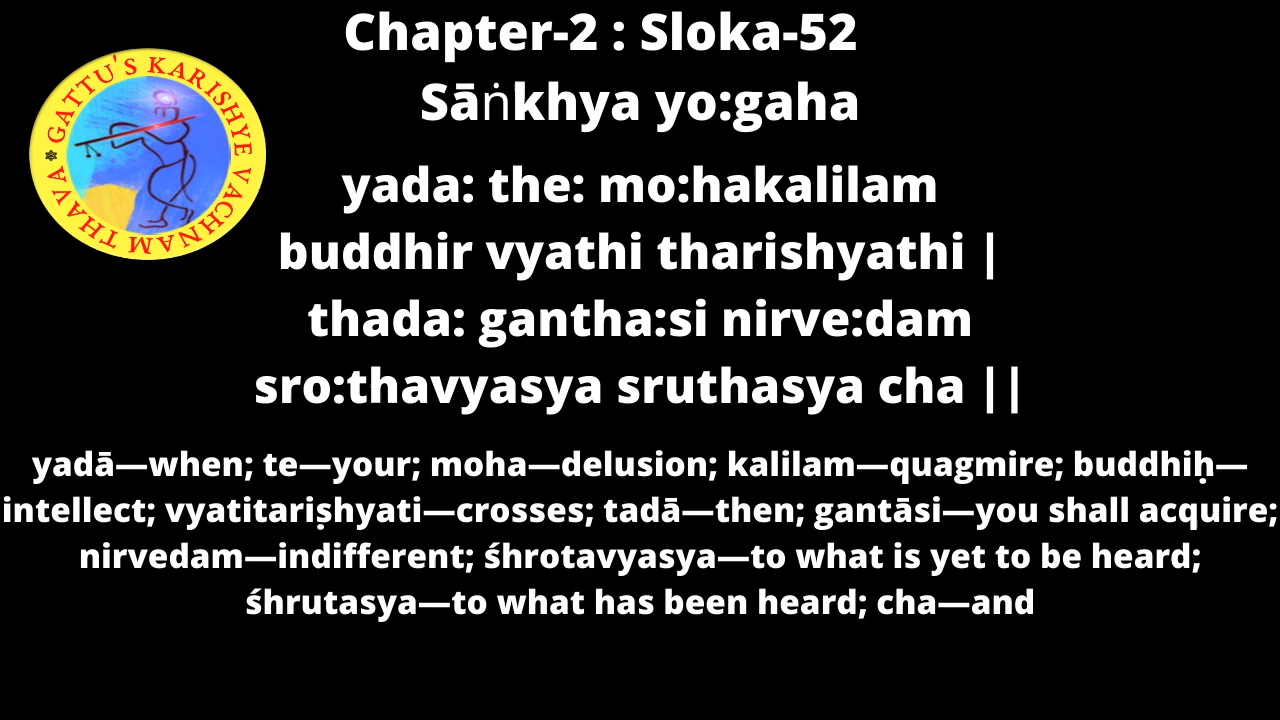 Chapter-2 : Sloka-52
Sāṅkhya yo:gaha
GATTU'S KARISHYE VACHNAM THAVA
yada: the: mo:hakalilam
buddhir vyathi tharishyathi |
thada: gantha:si nirve:dam
sro:thavyasya sruthasya cha ||
yadā—when; te—your; moha—delusion; kalilam—quagmire; buddhiḥ—
intellect; vyatitariṣhyati—crosses; tadā—then; gantāsi—you shall acquire;
nirvedam—indifferent; śhrotavyasya—to what is yet to be heard;
śhrutasya—to what has been heard; cha—and